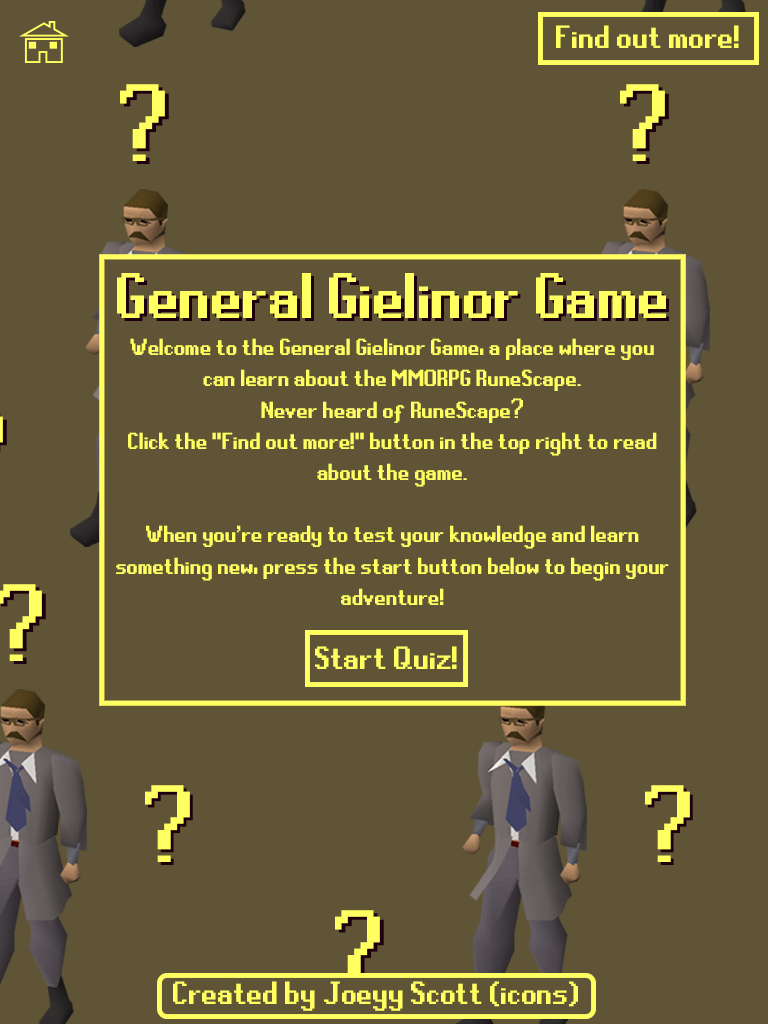 Find out more!
?
?
General Gielinor Game
Welcome to the General Gielinor Game, a place where you
can learn about the MMORPG RuneScape.
Never heard of RuneScape?
Click the "Find out more!" button in the top right to read
about the game.
When you're ready to test your knowledge and learn
something new, press the start button below to begin your
adventure!
?
Start Quiz!
?
?
?
Created by Joeyy Scott (icons)